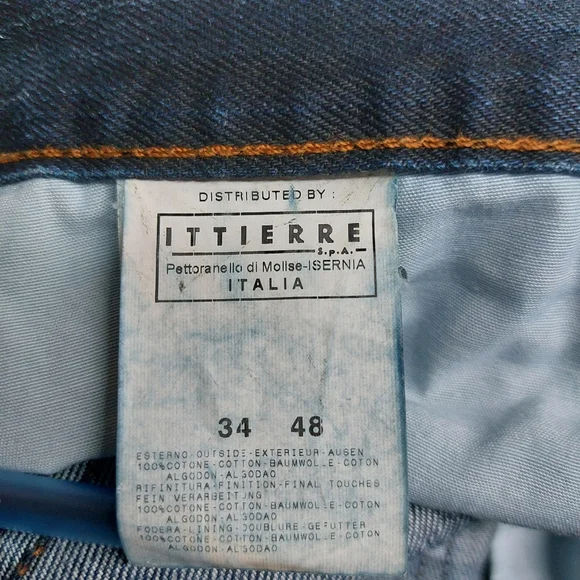 DISTRIBUTED BY :
ITTIERRE
S.p.A.
Pettoranello di Molise-ISERNIA
ITALIA
34 48
ESTERNO-OUTSIDE-EXTERIEUR-AUSEN
100%COTONE-COTTON-BAUMWOLLE-COTON
ALGODON-ALGODAO
RIFINITURA-FINITION-FINAL TOUCHES
FEIN VERARBEITUNG
100%COTONE-COTTON-BAUMWOLLE-COTON
ALGODON-ALGODAO
FODERA-LINING-DOUBLURE-GEFUTTER
100%COTONE-COTTON-BAUMWOLLE-COTON
ALGODON-ALGODAO